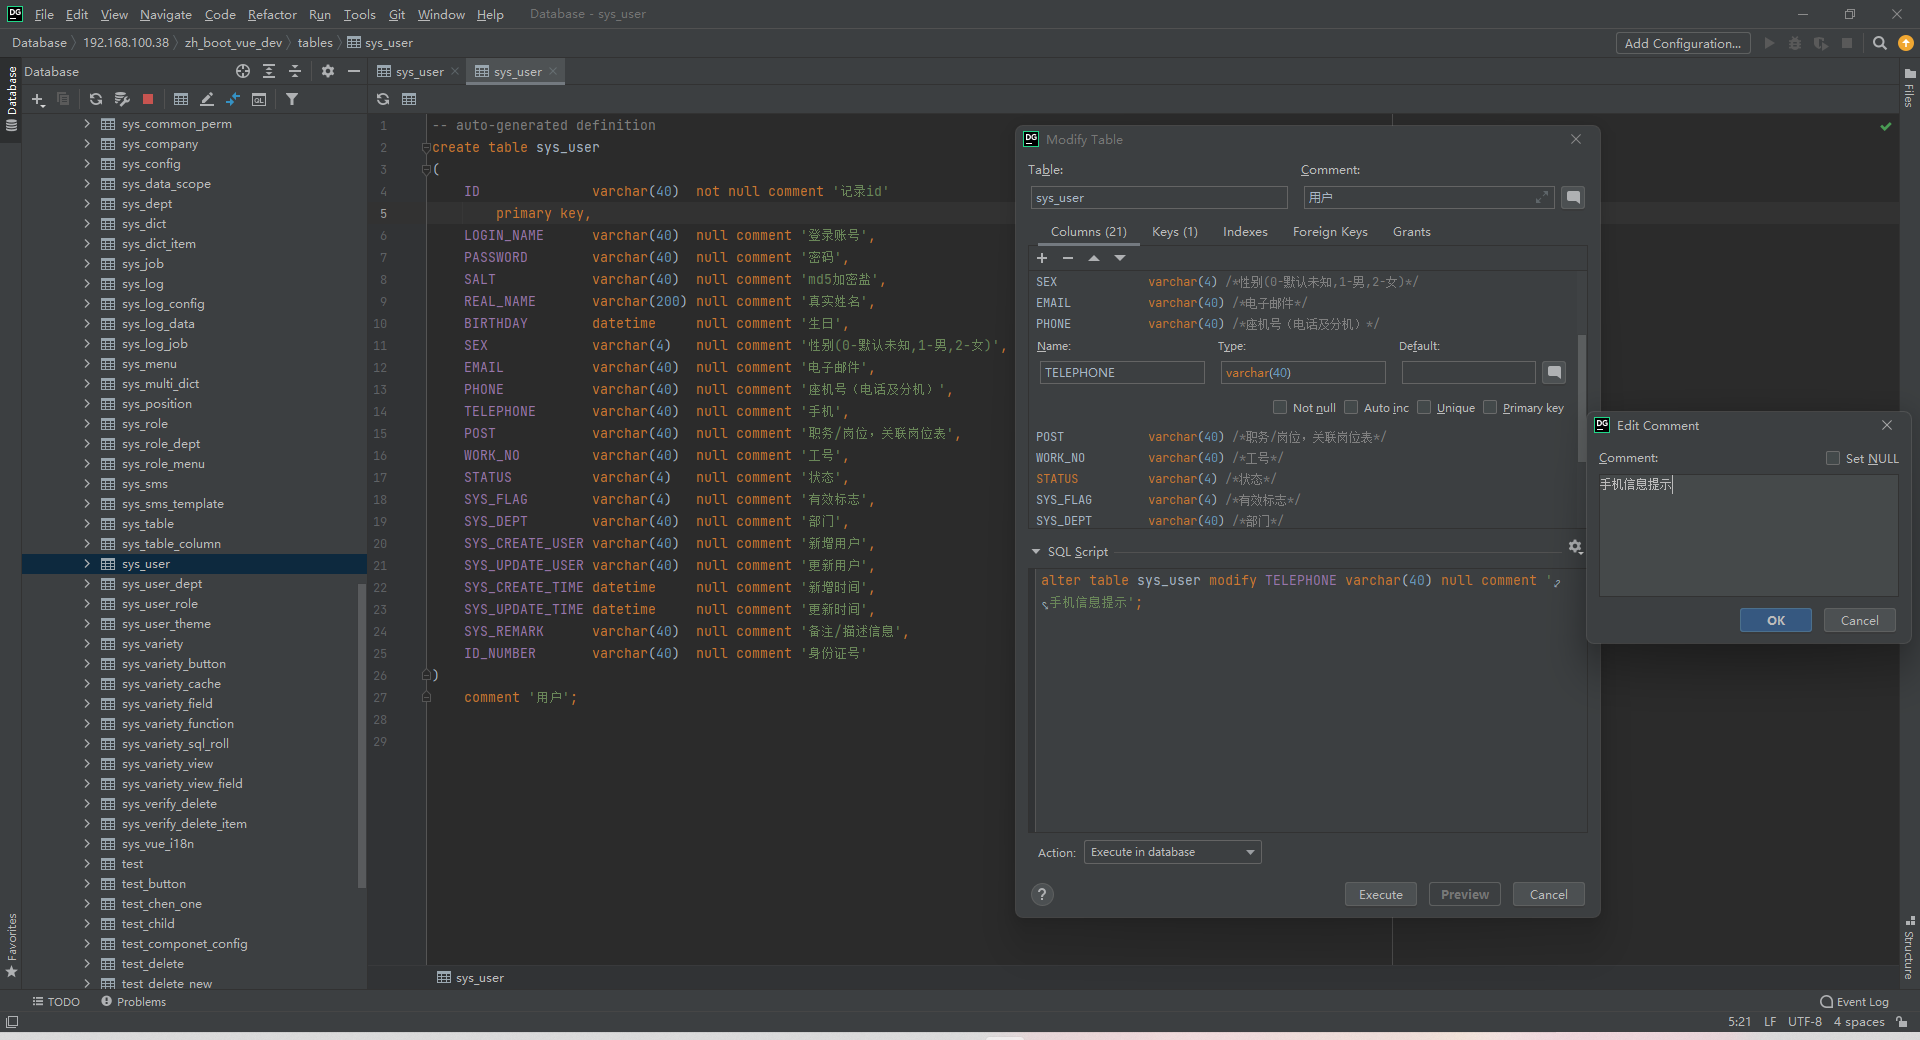 DG File Edit View Navigate Code Refactor Run Tools Git Window Help Database - sys_user
Database 192.168.100.38 zh_boot_vue_dev tables sys_user Add Configuration...
Database
Database
Favorites
sys_common_perm
sys_company
sys_config
sys_data_scope
sys_dept
sys_dict
sys_dict_item
sys_job
sys_log
sys_log_config
sys_log_data
sys_log_job
sys_menu
sys_multi_dict
sys_position
sys_role
sys_role_dept
sys_role_menu
sys_sms
sys_sms_template
sys_table
sys_table_column
sys_user
sys_user_dept
sys_user_role
sys_user_theme
sys_variety
sys_variety_button
sys_variety_cache
sys_variety_field
sys_variety_function
sys_variety_sql_roll
sys_variety_view
sys_variety_view_field
sys_verify_delete
sys_verify_delete_item
sys_vue_i18n
test
test_button
test_chen_one
test_child
test_componet_config
test_delete
test_delete_new
sys_user sys_user
1 -- auto-generated definition
2 create table sys_user
3 (
4 ID varchar(40) not null comment '记录id'
5 primary key,
6 LOGIN_NAME varchar(40) null comment '登录账号',
7 PASSWORD varchar(40) null comment '密码',
8 SALT varchar(40) null comment 'md5加密盐',
9 REAL_NAME varchar(200) null comment '真实姓名',
10 BIRTHDAY datetime null comment '生日',
11 SEX varchar(4) null comment '性别(0-默认未知,1-男,2-女)',
12 EMAIL varchar(40) null comment '电子邮件',
13 PHONE varchar(40) null comment '座机号（电话及分机）',
14 TELEPHONE varchar(40) null comment '手机',
15 POST varchar(40) null comment '职务/岗位，关联岗位表',
16 WORK_NO varchar(40) null comment '工号',
17 STATUS varchar(4) null comment '状态',
18 SYS_FLAG varchar(4) null comment '有效标志',
19 SYS_DEPT varchar(40) null comment '部门',
20 SYS_CREATE_USER varchar(40) null comment '新增用户',
21 SYS_UPDATE_USER varchar(40) null comment '更新用户',
22 SYS_CREATE_TIME datetime null comment '新增时间',
23 SYS_UPDATE_TIME datetime null comment '更新时间',
24 SYS_REMARK varchar(40) null comment '备注/描述信息',
25 ID_NUMBER varchar(40) null comment '身份证号'
26 )
27 comment '用户';
28
29
sys_user
DG Modify Table
Table: Comment:
sys_user 用户
Columns (21) Keys (1) Indexes Foreign Keys Grants
SEX varchar(4) /*性别(0-默认未知,1-男,2-女)*/
EMAIL varchar(40) /*电子邮件*/
PHONE varchar(40) /*座机号（电话及分机）*/
Name: Type: Default:
TELEPHONE varchar(40)
Not null Auto inc Unique Primary key
POST varchar(40) /*职务/岗位，关联岗位表*/
WORK_NO varchar(40) /*工号*/
STATUS varchar(4) /*状态*/
SYS_FLAG varchar(4) /*有效标志*/
SYS_DEPT varchar(40) /*部门*/
SQL Script
alter table sys_user modify TELEPHONE varchar(40) null comment '
手机信息提示';
Action: Execute in database
? Execute Preview Cancel
DG Edit Comment
Comment: Set NULL
手机信息提示
OK Cancel
Files
Structure
TODO Problems Event Log
5:21 LF UTF-8 4 spaces